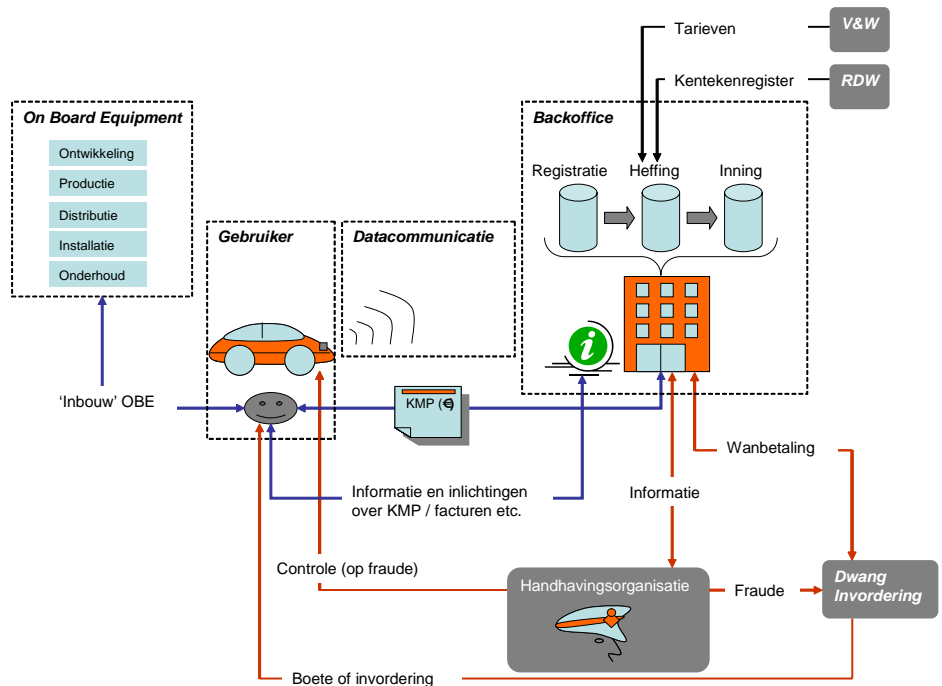 Tarieven
V&W
Kentekenregister
RDW
On Board Equipment
Ontwikkeling
Productie
Distributie
Installatie
Onderhoud
Backoffice
Registratie
Heffing
Inning
Gebruiker
Datacommunicatie
i
'Inbouw' OBE
KMP (€)
Wanbetaling
Informatie en inlichtingen
over KMP / facturen etc.
Informatie
Controle (op fraude)
Handhavingsorganisatie
Fraude
Dwang
Invordering
Boete of invordering